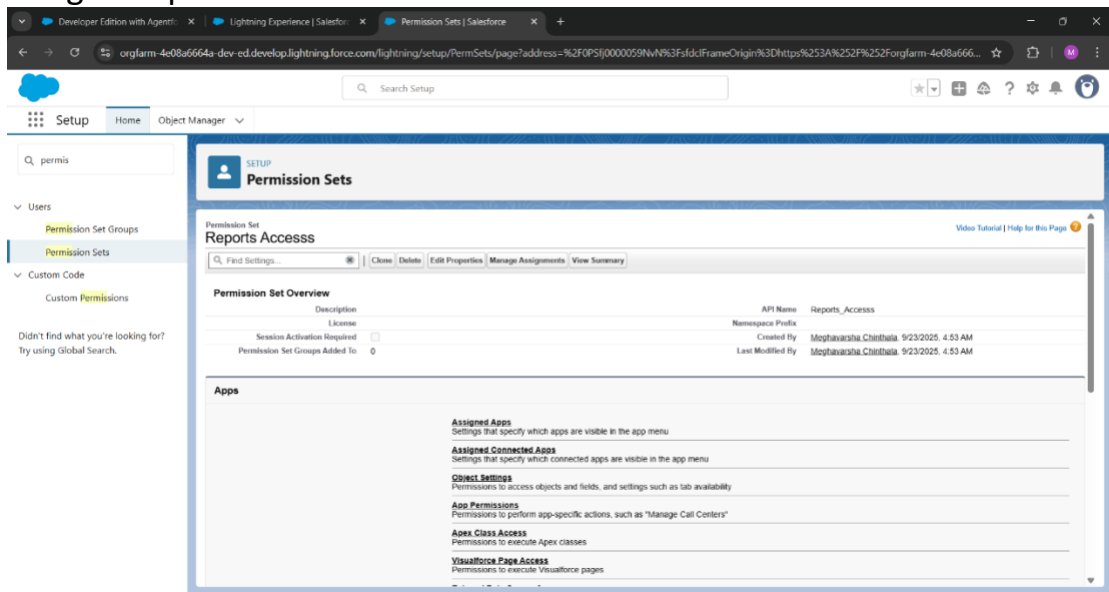 Developer Edition with Agentfo
Lightning Experience | Salesfor
Permission Sets | Salesforce
orgfarm-4e08a6664a-dev-ed.develop.lightning.force.com/lightning/setup/PermSets/page?address=%2F0PSfj0000059NvN%3FsfdcIFrameOrigin%3Dhttps%253A%252F%252Forgfarm-4e08a666...
M
Search Setup
Setup
Home
Object Manager
permis
Users
Permission Set Groups
Permission Sets
Custom Code
Custom Permissions
Didn't find what you're looking for?
Try using Global Search.
SETUP
Permission Sets
Permission Set
Reports Accesss
Video Tutorial | Help for this Page
Find Settings...
| Clone Delete Edit Properties Manage Assignments View Summary
Permission Set Overview
Description
API Name Reports_Accesss
License
Namespace Prefix
Session Activation Required
Created By Meghavarsha Chinthala, 9/23/2025, 4:53 AM
Permission Set Groups Added To 0
Last Modified By Meghavarsha Chinthala, 9/23/2025, 4:53 AM
Apps
Assigned Apps
Settings that specify which apps are visible in the app menu
Assigned Connected Apps
Settings that specify which connected apps are visible in the app menu
Object Settings
Permissions to access objects and fields, and settings such as tab availability
App Permissions
Permissions to perform app-specific actions, such as "Manage Call Centers"
Apex Class Access
Permissions to execute Apex classes
Visualforce Page Access
Permissions to execute Visualforce pages